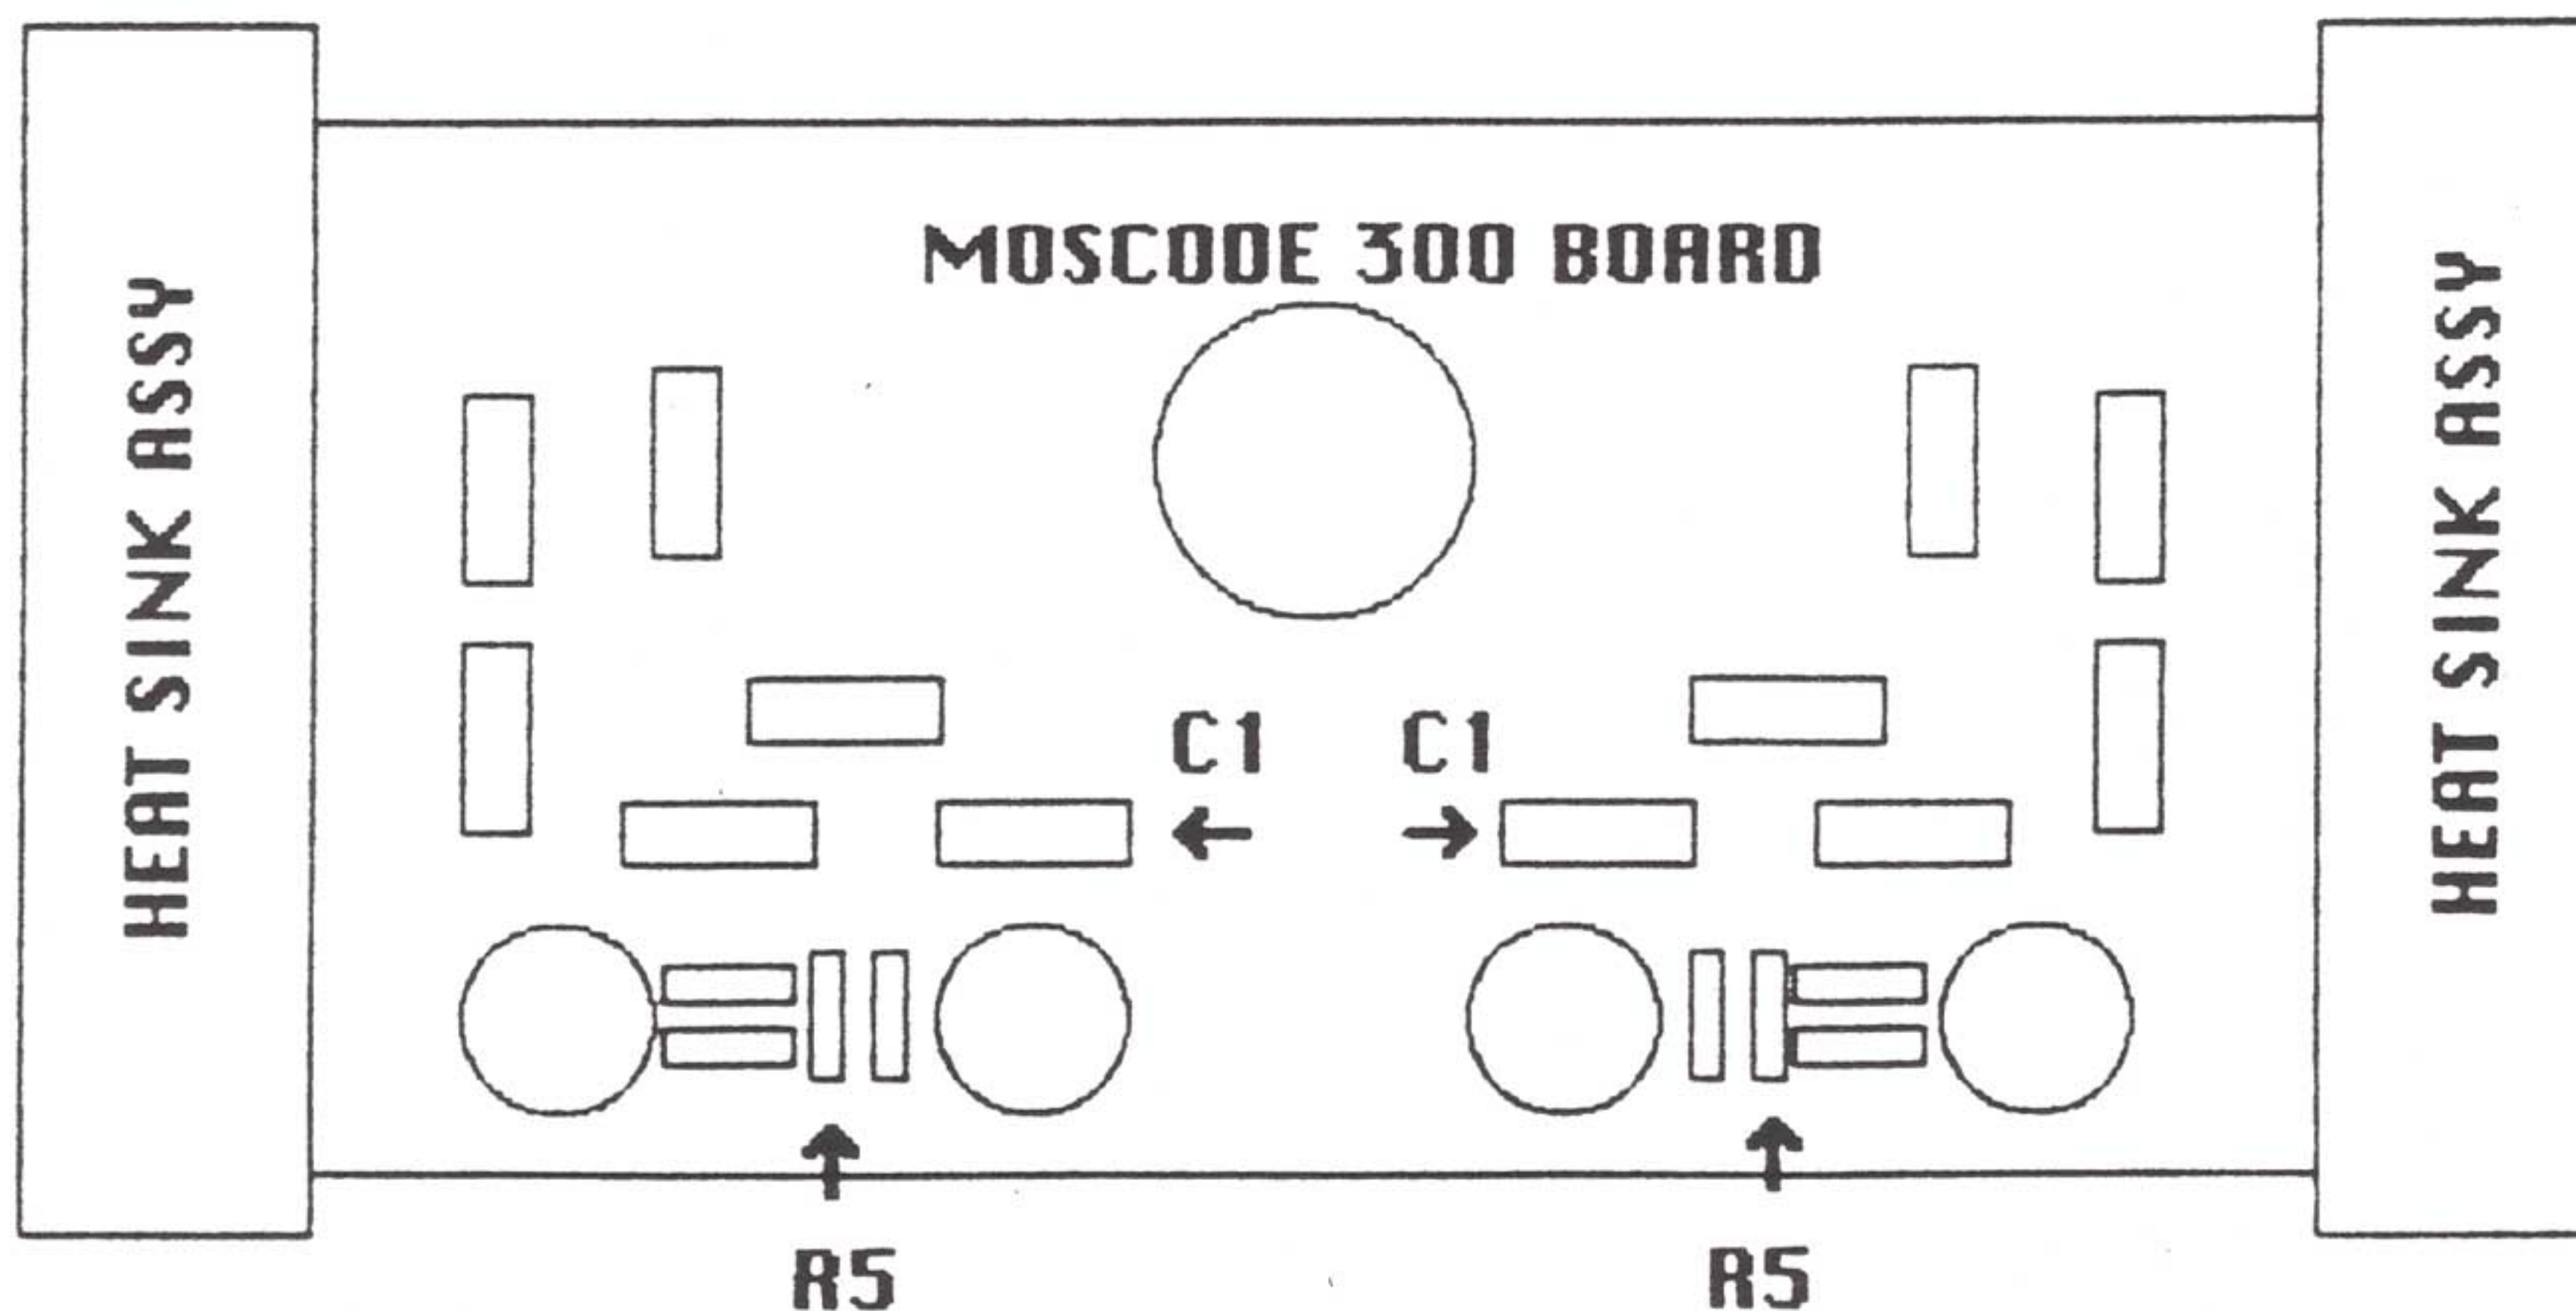 MOSCODE 300 BOARD
HEAT SINK ASSY
HEAT SINK ASSY
C1 C1
R5 R5